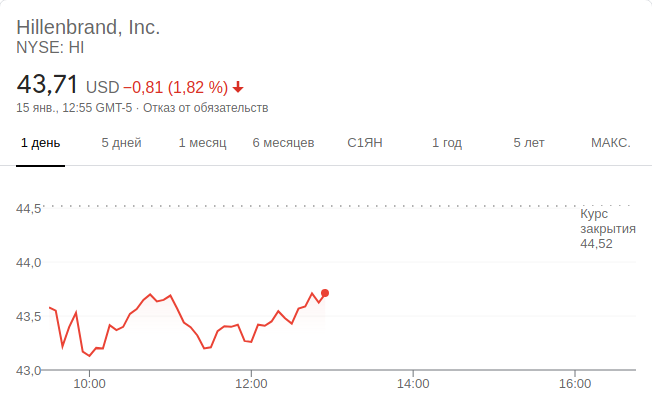 Hillenbrand, Inc.
NYSE: HI
43,71 USD −0,81 (1,82 %)
15 янв., 12:55 GMT-5 · Отказ от обязательств
1 день 5 дней 1 месяц 6 месяцев С1ЯН 1 год 5 лет МАКС.
44,5
Курс
закрытия
44,52
44,0
43,5
43,0
10:00 12:00 14:00 16:00